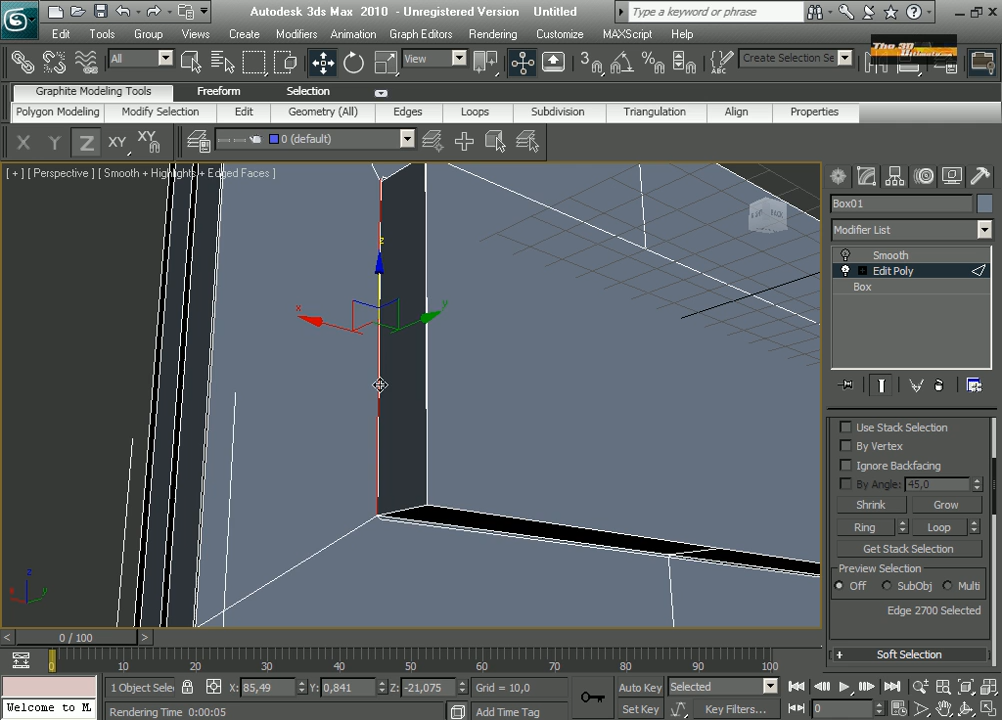 Autodesk 3ds Max 2010 - Unregistered Version Untitled
Type a keyword or phrase
Edit Tools Group Views Create Modifiers Animation Graph Editors Rendering Customize MAXScript Help
All View 3 Create Selection Se
Graphite Modeling Tools Freeform Selection
Polygon Modeling Modify Selection Edit Geometry (All) Edges Loops Subdivision Triangulation Align Properties
X Y Z XY XY 0 (default)
[ + ] [ Perspective ] [ Smooth + Highlights + Edged Faces ]
Box01
Modifier List
Smooth
Edit Poly
Box
z
x
y
Use Stack Selection
By Vertex
Ignore Backfacing
By Angle: 45,0
Shrink Grow
Ring Loop
Get Stack Selection
Preview Selection
Off SubObj Multi
Edge 2700 Selected
+ Soft Selection
z
x y
< 0 / 100 >
0 10 20 30 40 50 60 70 80 90 100
1 Object Sele X: 85,49 Y: 0,841 Z: -21,075 Grid = 10,0 Auto Key Selected
Welcome to M Rendering Time 0:00:05 Add Time Tag Set Key Key Filters... 0